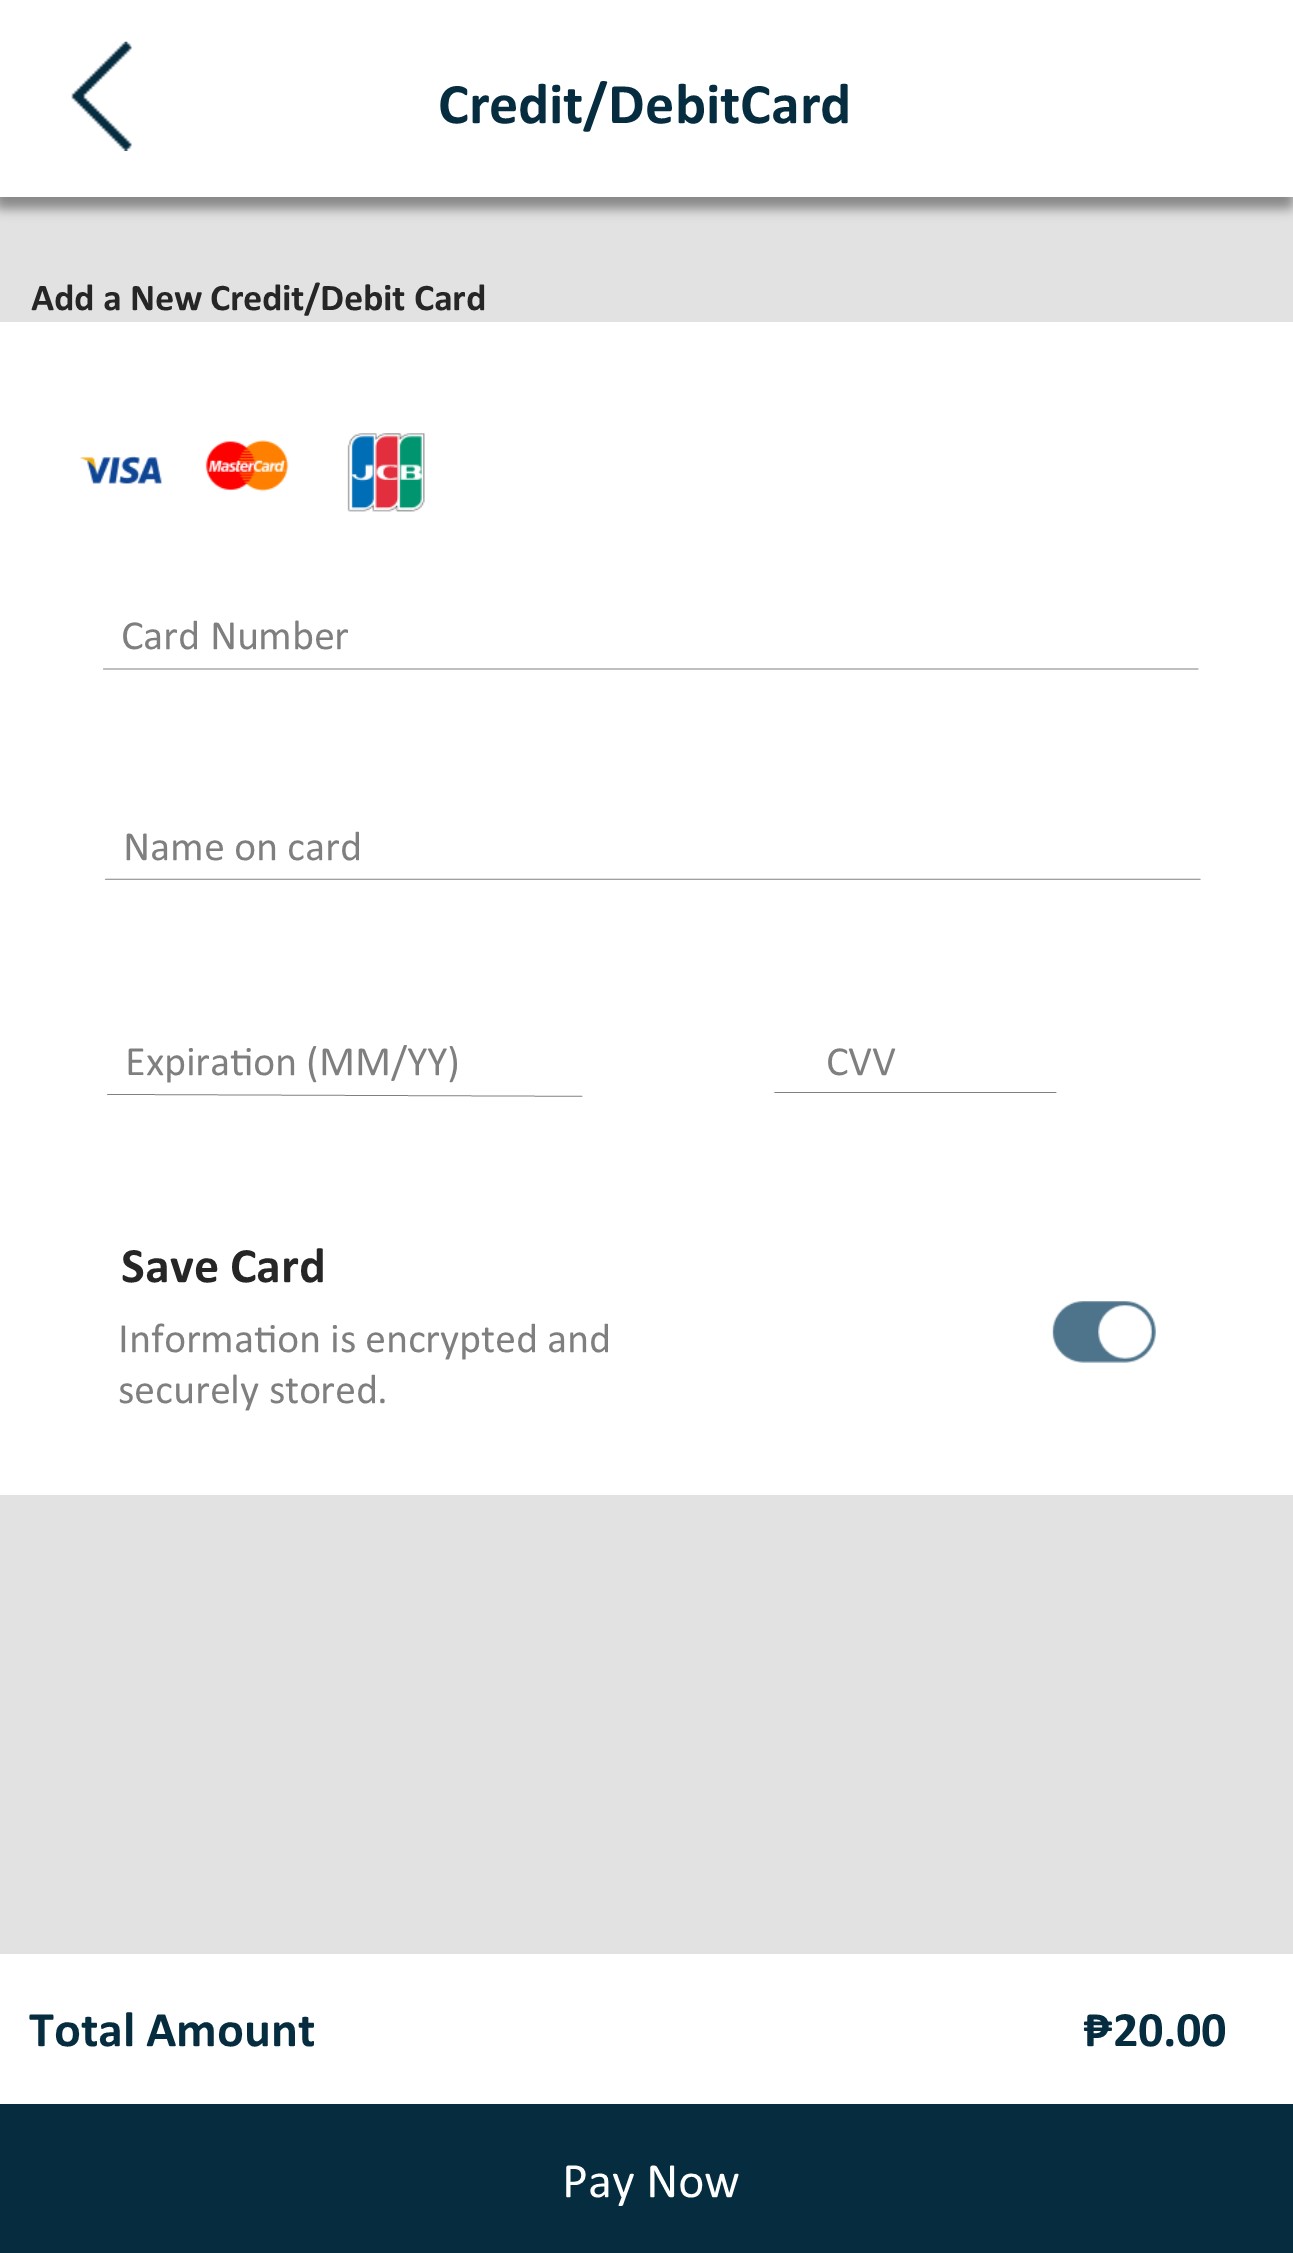 Credit/DebitCard
Add a New Credit/Debit Card
VISA MasterCard JCB
Card Number
Name on card
Expiration (MM/YY) CVV
Save Card
Information is encrypted and
securely stored.
Total Amount ₱20.00
Pay Now